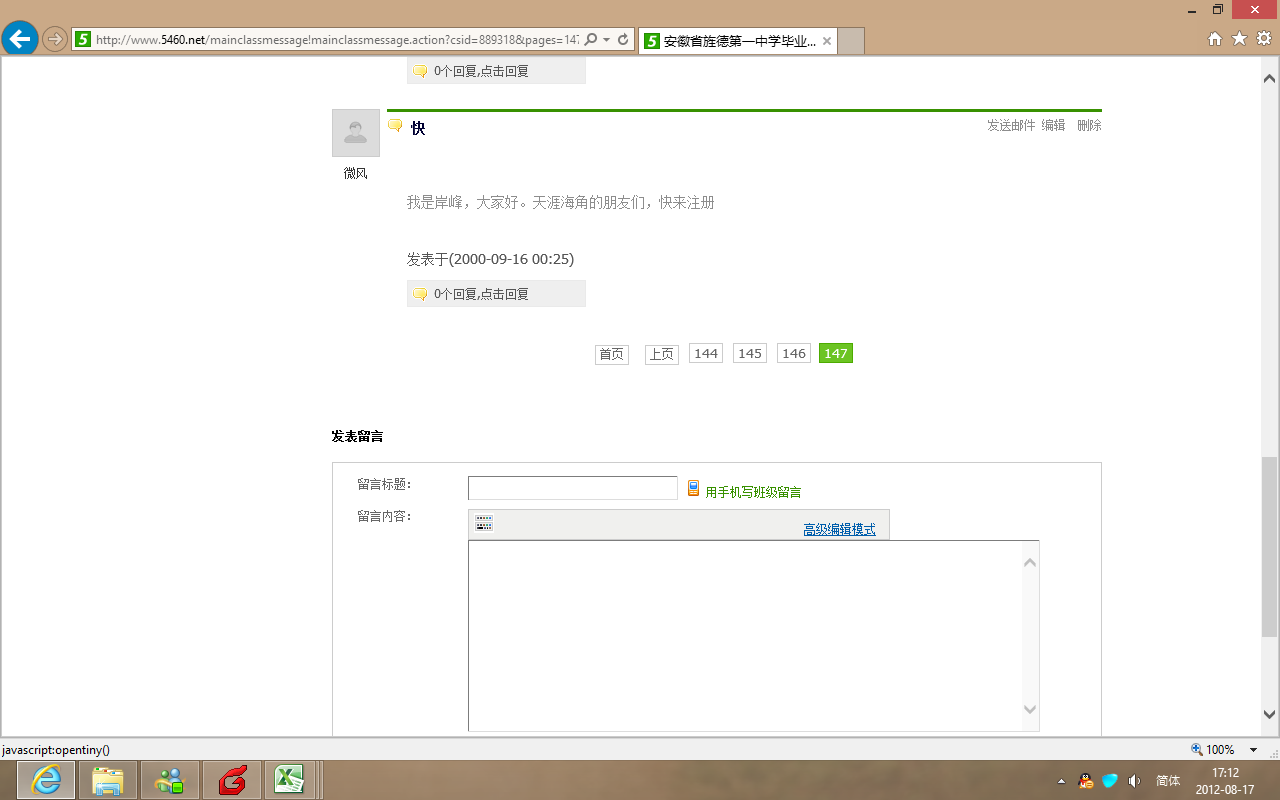 http://www.5460.net/mainclassmessage!mainclassmessage.action?csid=889318&pages=147
安徽省旌德第一中学毕业...
0个回复,点击回复
快
发送邮件 编辑 删除
微风
我是岸峰，大家好。天涯海角的朋友们，快来注册
发表于(2000-09-16 00:25)
0个回复,点击回复
首页 上页 144 145 146 147
发表留言
留言标题：
用手机写班级留言
留言内容：
高级编辑模式
javascript:opentiny()
100%
简体
17:12
2012-08-17